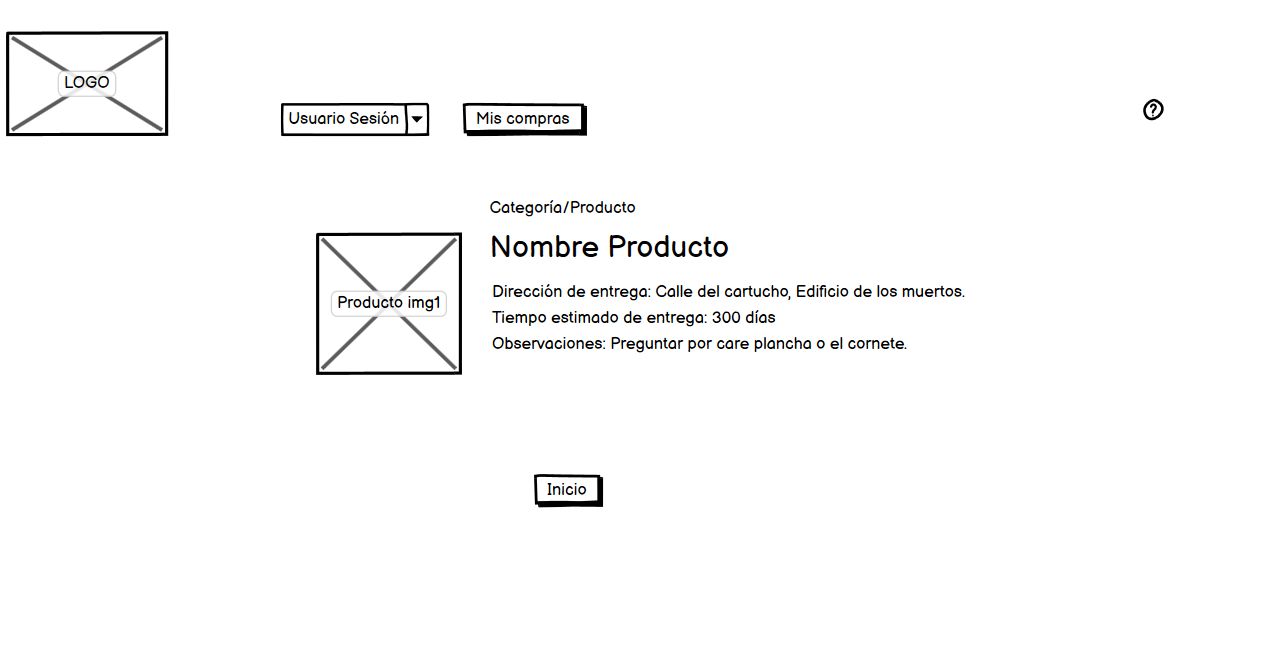 LOGO
Usuario Sesión
Mis compras
?
Categoría/Producto
Nombre Producto
Producto img1
Dirección de entrega: Calle del cartucho, Edificio de los muertos.
Tiempo estimado de entrega: 300 días
Observaciones: Preguntar por care plancha o el cornete.
Inicio